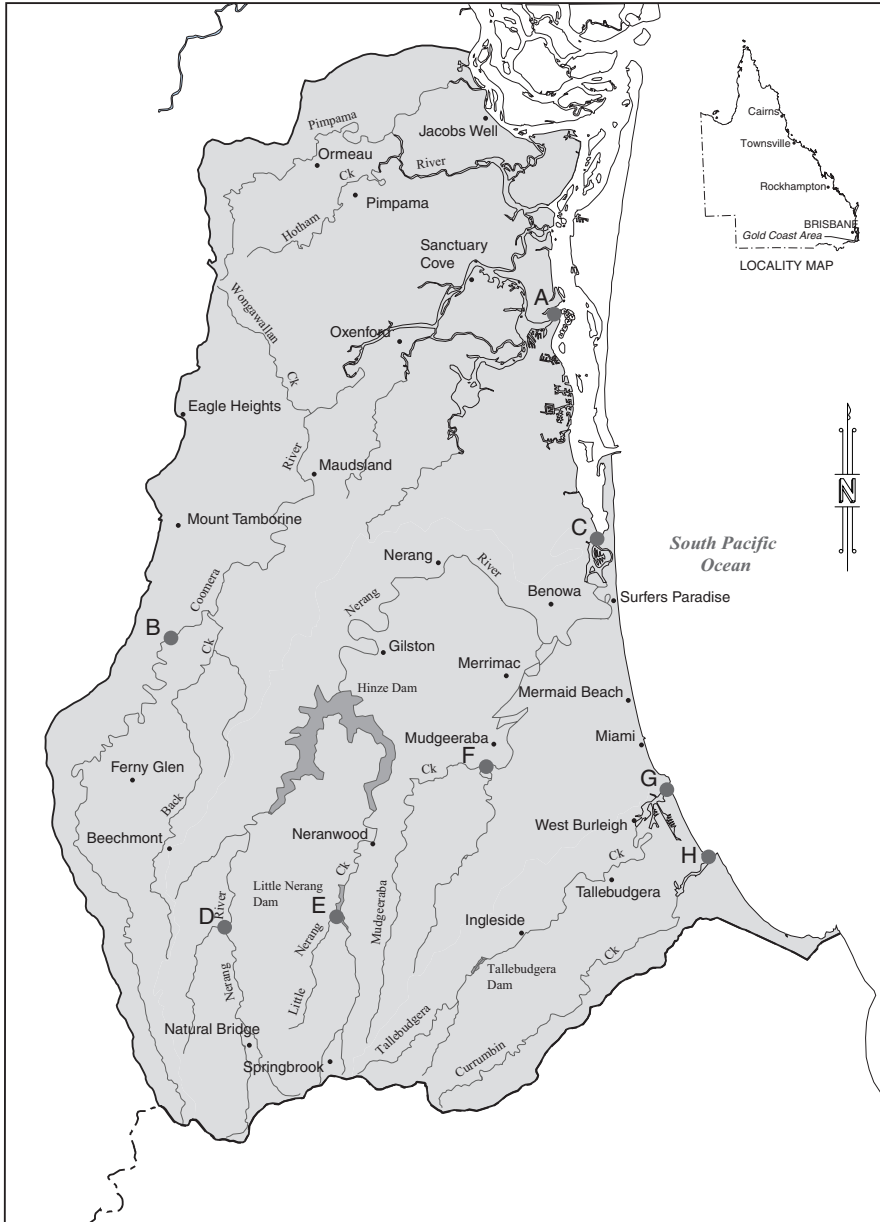 Cairns
Townsville
Rockhampton
BRISBANE
Gold Coast Area
LOCALITY MAP
Pimpama
Jacobs Well
Ormeau
River
Ck
Pimpama
Hotham
Sanctuary
Cove
A
Wongawallan
Oxenford
Ck
Eagle Heights
River
Maudsland
N
Mount Tamborine
C
South Pacific
Ocean
Nerang
River
Coomera
Nerang
Benowa
Surfers Paradise
B
Ck
Gilston
Merrimac
Hinze Dam
Mermaid Beach
Mudgeeraba
Miami
F
Ck
Ferny Glen
G
Back
West Burleigh
Beechmont
Neranwood
H
Ck
Ck
Little Nerang
Dam
Tallebudgera
River
D
E
Mudgeeraba
Ingleside
Nerang
Ck
Nerang
Tallebudgera
Dam
Little
Natural Bridge
Tallebudgera
Springbrook
Currumbin